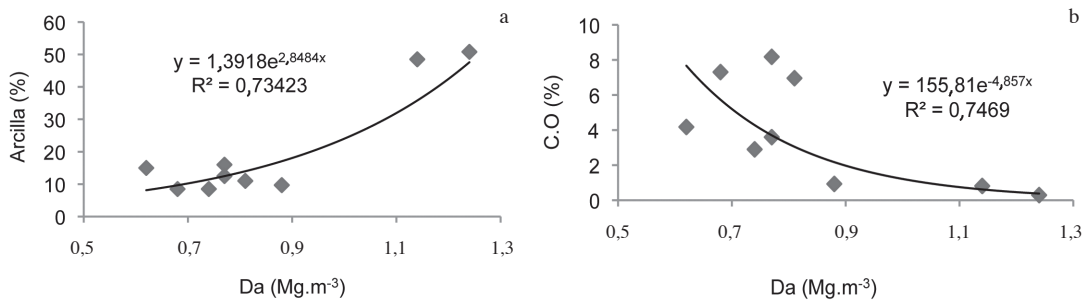 a
60
50
40
30
20
10
0
Arcilla (%)
y = 1,3918e^2,8484x
R² = 0,73423
0,5 0,7 0,9 1,1 1,3
Da (Mg.m⁻³)
b
10
8
6
4
2
0
C.O (%)
y = 155,81e^-4,857x
R² = 0,7469
0,5 0,7 0,9 1,1 1,3
Da (Mg.m⁻³)